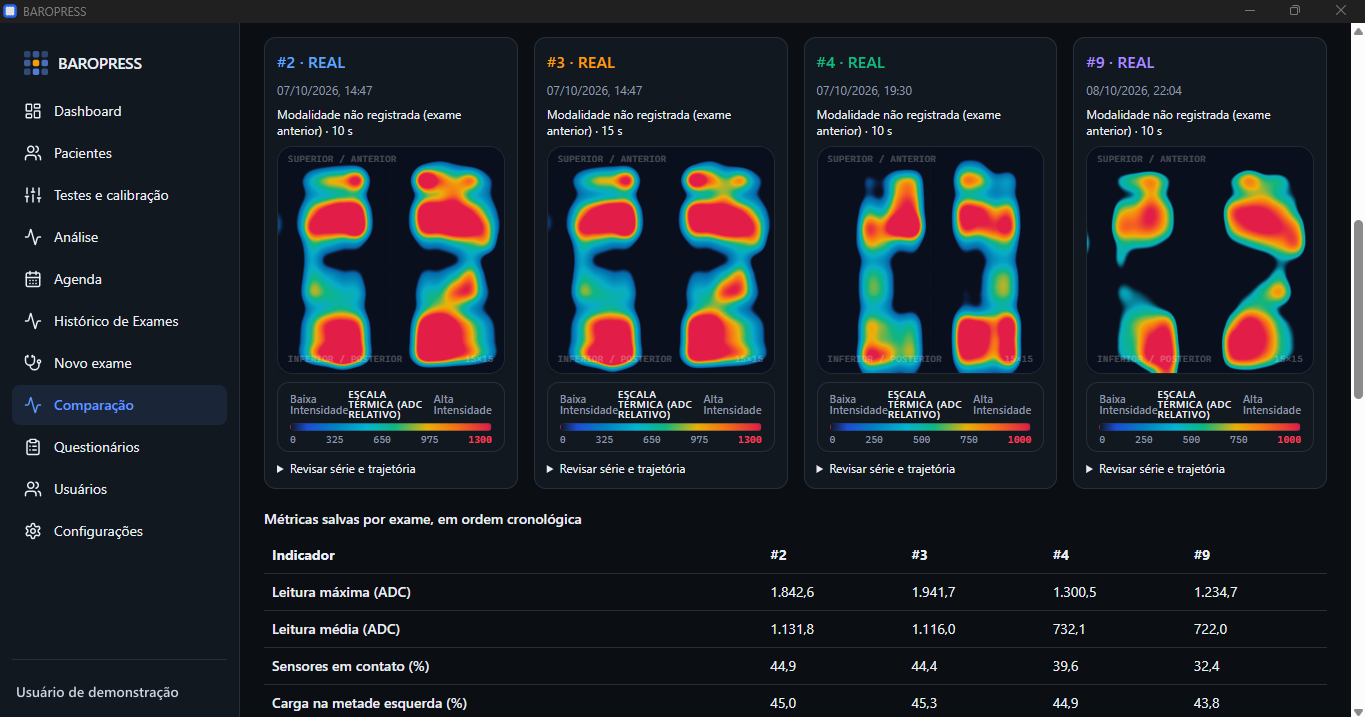 BAROPRESS
BAROPRESS
Dashboard
Pacientes
Testes e calibração
Análise
Agenda
Histórico de Exames
Novo exame
Comparação
Questionários
Usuários
Configurações
Usuário de demonstração
#2 · REAL
07/10/2026, 14:47
Modalidade não registrada (exame
anterior) · 10 s
SUPERIOR / ANTERIOR
INFERIOR / POSTERIOR 15×15
Baixa
Intensidade
ESCALA
TÉRMICA (ADC
RELATIVO)
Alta
Intensidade
0 325 650 975 1300
Revisar série e trajetória
#3 · REAL
07/10/2026, 14:47
Modalidade não registrada (exame
anterior) · 15 s
SUPERIOR / ANTERIOR
INFERIOR / POSTERIOR 15×15
Baixa
Intensidade
ESCALA
TÉRMICA (ADC
RELATIVO)
Alta
Intensidade
0 325 650 975 1300
Revisar série e trajetória
#4 · REAL
07/10/2026, 19:30
Modalidade não registrada (exame
anterior) · 10 s
SUPERIOR / ANTERIOR
INFERIOR / POSTERIOR 15×15
Baixa
Intensidade
ESCALA
TÉRMICA (ADC
RELATIVO)
Alta
Intensidade
0 250 500 750 1000
Revisar série e trajetória
#9 · REAL
08/10/2026, 22:04
Modalidade não registrada (exame
anterior) · 10 s
SUPERIOR / ANTERIOR
INFERIOR / POSTERIOR 15×15
Baixa
Intensidade
ESCALA
TÉRMICA (ADC
RELATIVO)
Alta
Intensidade
0 250 500 750 1000
Revisar série e trajetória
Métricas salvas por exame, em ordem cronológica
Indicador #2 #3 #4 #9
Leitura máxima (ADC) 1.842,6 1.941,7 1.300,5 1.234,7
Leitura média (ADC) 1.131,8 1.116,0 732,1 722,0
Sensores em contato (%) 44,9 44,4 39,6 32,4
Carga na metade esquerda (%) 45,0 45,3 44,9 43,8